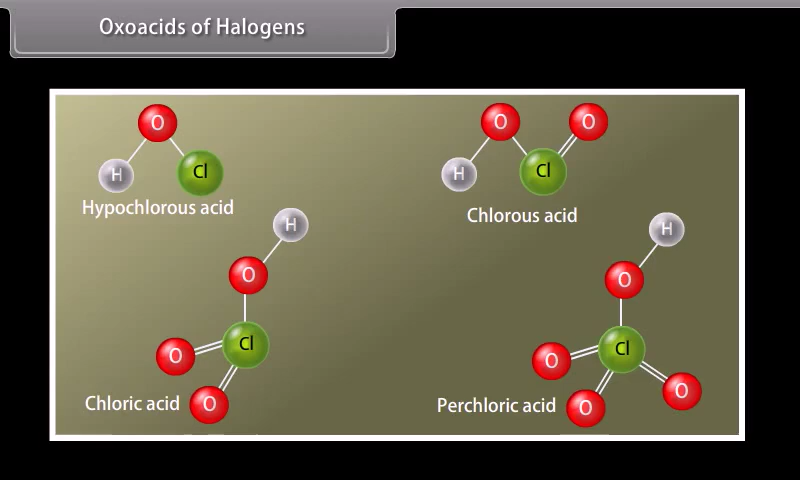 Oxoacids of Halogens
O
H
Cl
Hypochlorous acid
O
O
H
Cl
Chlorous acid
H
O
Cl
O
O
Chloric acid
H
O
Cl
O
O
O
Perchloric acid